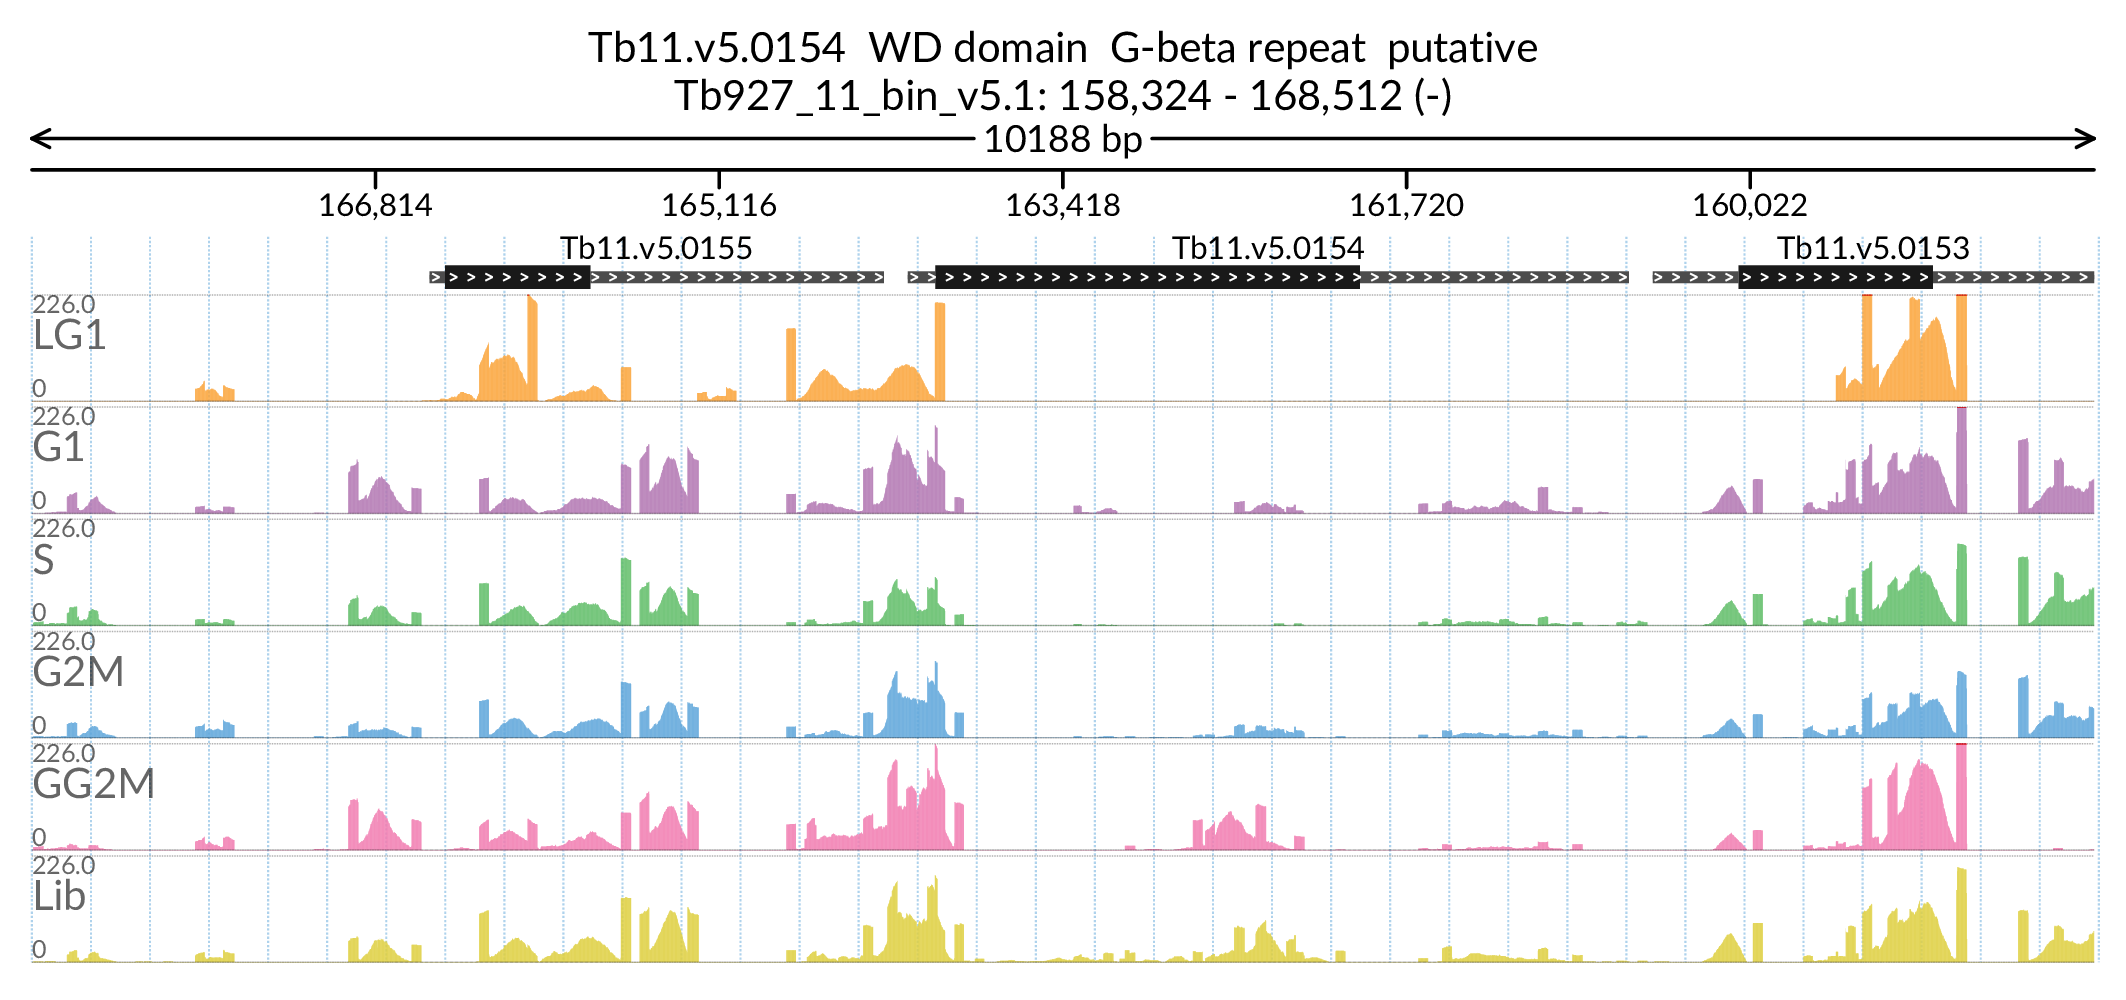 Tb11.v5.0154  WD domain  G-beta repeat  putative
Tb927_11_bin_v5.1: 158,324 - 168,512 (-)
10188 bp
166,814 165,116 163,418 161,720 160,022
Tb11.v5.0155 Tb11.v5.0154 Tb11.v5.0153
226.0
LG1
0
226.0
G1
0
226.0
S
0
226.0
G2M
0
226.0
GG2M
0
226.0
Lib
0